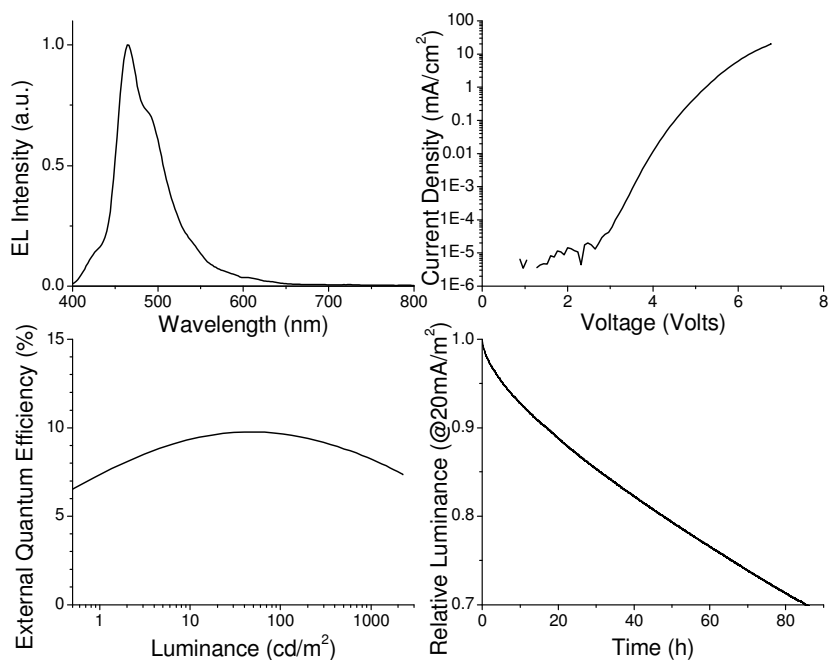 EL Intensity (a.u.)
1.0
0.5
0.0
400 500 600 700 800
Wavelength (nm)
Current Density (mA/cm²)
100
10
1
0.1
0.01
1E-3
1E-4
1E-5
1E-6
0 2 4 6 8
Voltage (Volts)
External Quantum Efficiency (%)
15
10
5
0
1 10 100 1000
Luminance (cd/m²)
Relative Luminance (@20mA/m²)
1.0
0.9
0.8
0.7
0 20 40 60 80
Time (h)